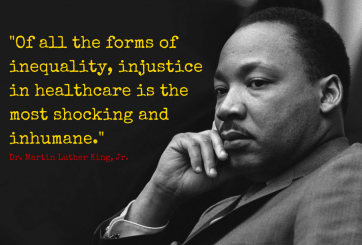 "Of all the forms of
inequality, injustice
in healthcare is the
most shocking and
inhumane."
Dr. Martin Luther King, Jr.